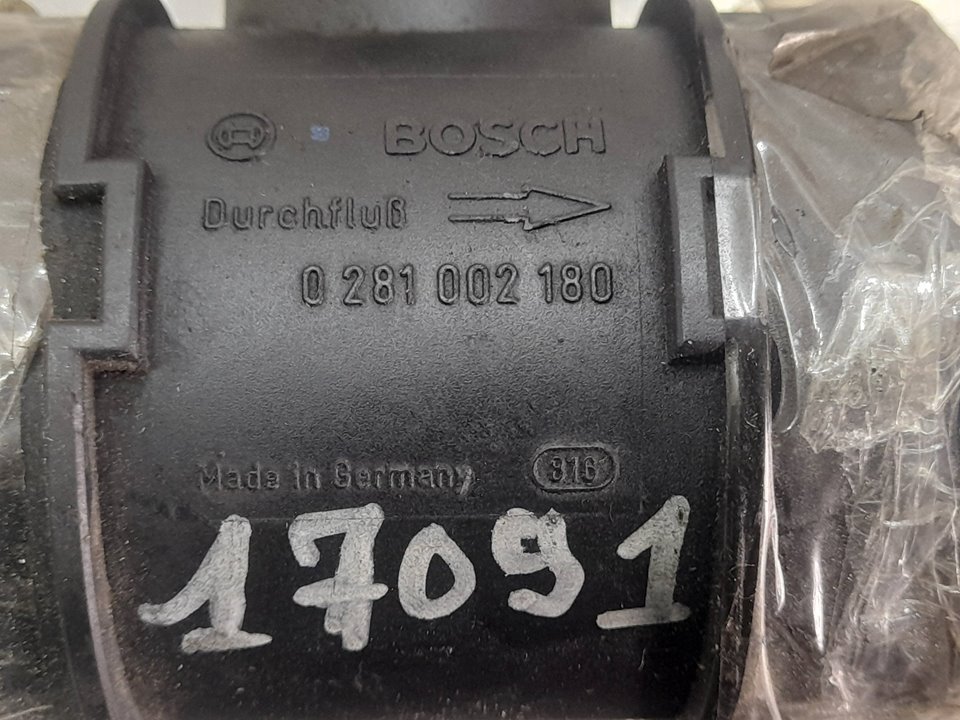 BOSCH
Durchfluß
0 281 002 180
Made in Germany 316
17091